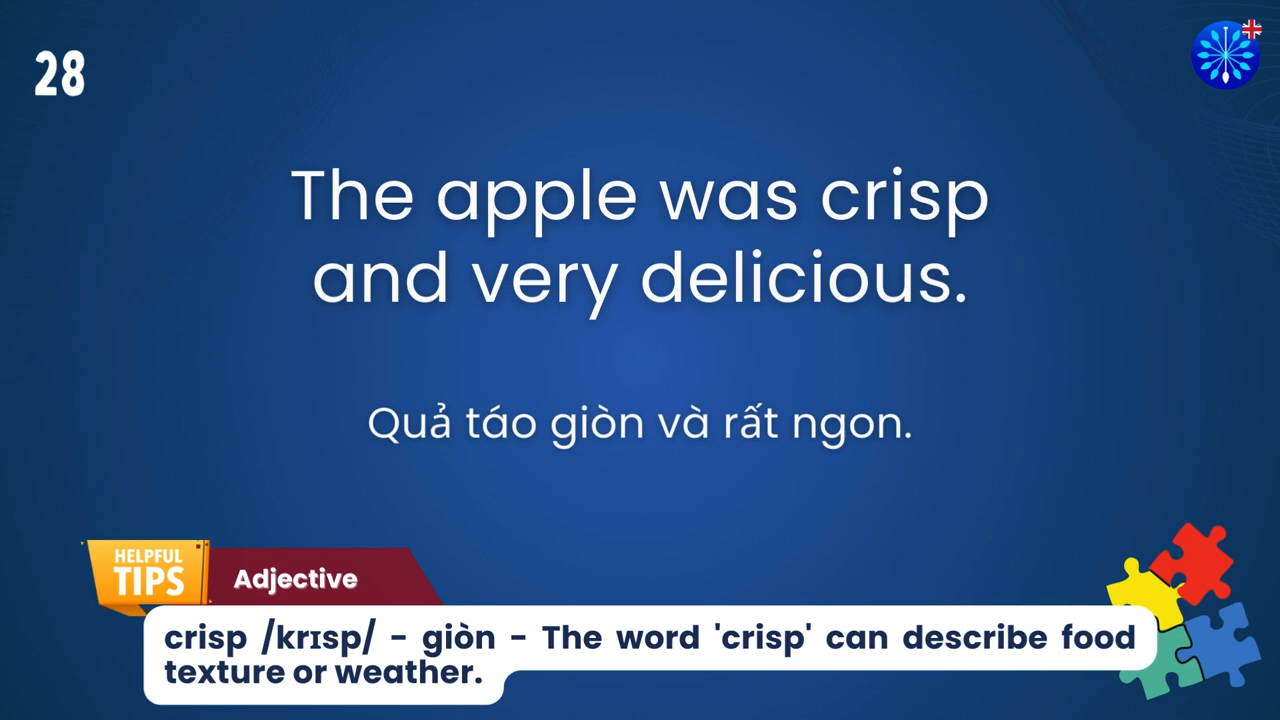 28
The apple was crisp
and very delicious.
Quả táo giòn và rất ngon.
HELPFUL
TIPS
Adjective
crisp /krɪsp/ - giòn - The word 'crisp' can describe food
texture or weather.